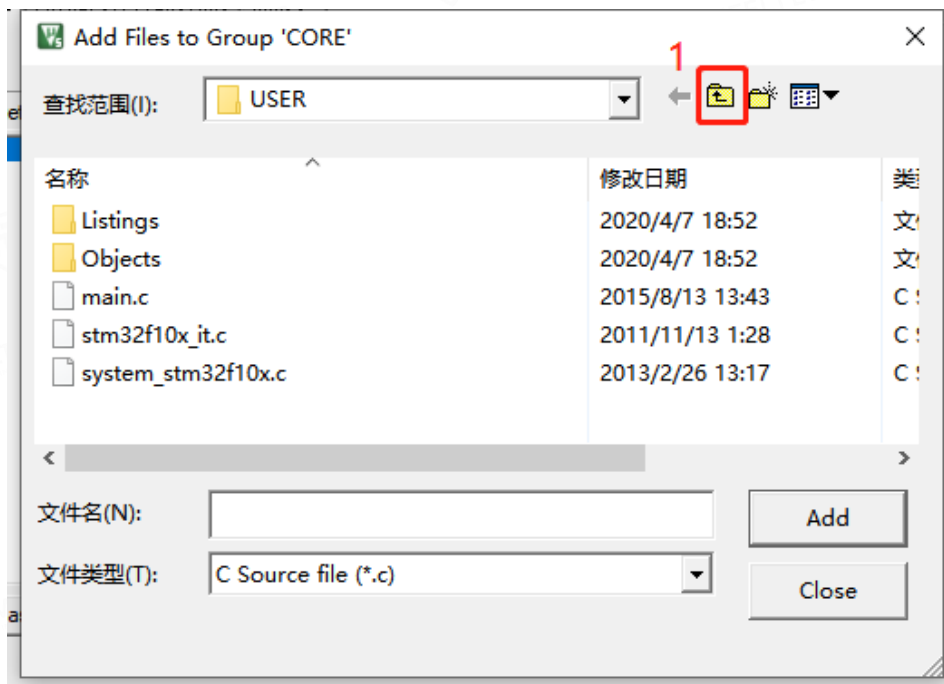 Add Files to Group 'CORE'
1
查找范围(I):
USER
名称
修改日期
Listings
2020/4/7 18:52
Objects
2020/4/7 18:52
main.c
2015/8/13 13:43
C
stm32f10x_it.c
2011/11/13 1:28
C
system_stm32f10x.c
2013/2/26 13:17
C
文件名(N):
Add
文件类型(T):
C Source file (*.c)
Close